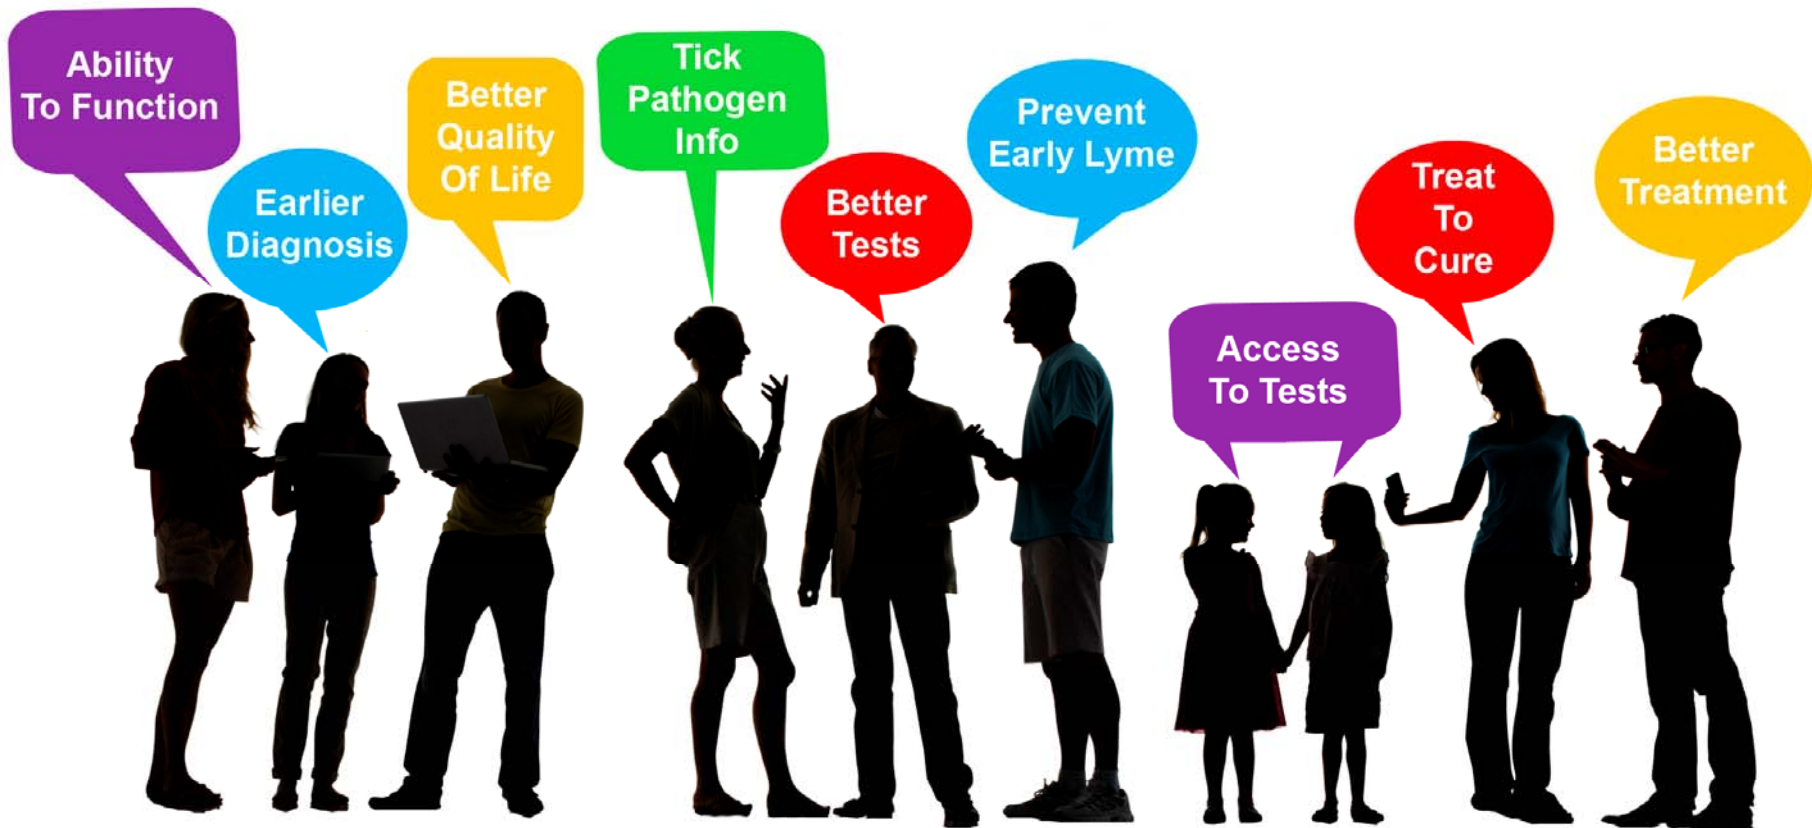 Ability
To Function
Earlier
Diagnosis
Better
Quality
Of Life
Tick
Pathogen
Info
Better
Tests
Prevent
Early Lyme
Access
To Tests
Treat
To
Cure
Better
Treatment